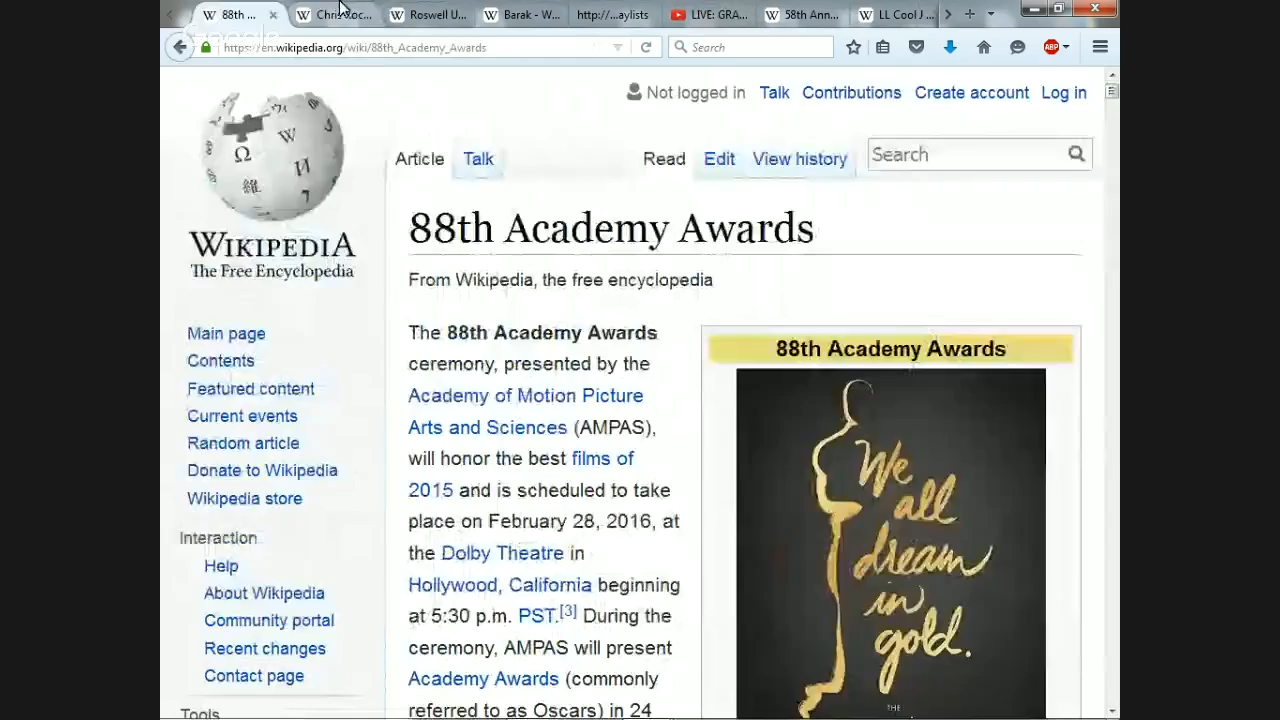 88th ...
Chris Roc...
Roswell U...
Barak - W...
http://...aylists
LIVE: GRA...
58th Ann...
LL Cool J ...
https://en.wikipedia.org/wiki/88th_Academy_Awards
Search
ABP
Not logged in Talk Contributions Create account Log in
Article Talk Read Edit View history Search
WIKIPEDIA
The Free Encyclopedia
88th Academy Awards
From Wikipedia, the free encyclopedia
Main page
Contents
Featured content
Current events
Random article
Donate to Wikipedia
Wikipedia store
Interaction
Help
About Wikipedia
Community portal
Recent changes
Contact page
Tools
The 88th Academy Awards
ceremony, presented by the
Academy of Motion Picture
Arts and Sciences (AMPAS),
will honor the best films of
2015 and is scheduled to take
place on February 28, 2016, at
the Dolby Theatre in
Hollywood, California beginning
at 5:30 p.m. PST.[3] During the
ceremony, AMPAS will present
Academy Awards (commonly
referred to as Oscars) in 24
88th Academy Awards
We
all
dream
in
gold.
THE